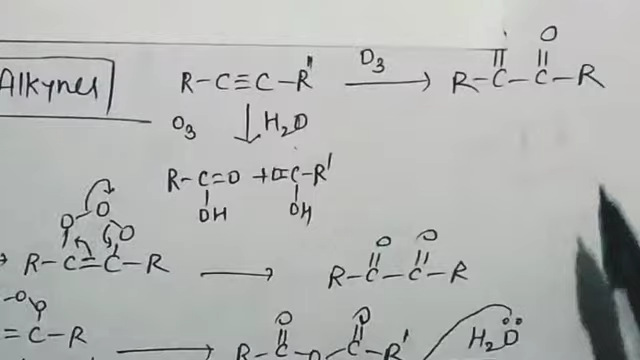 O
Alkynes R-C≡C-R" O3 → R-C-C-R
O3 ↓ H2O
R-C=O + O=C-R'
OH OH
O O O O O
R-C=C-R → R-C-C-R
-O O O O
=C-R → R-C-O-C-R' H2O